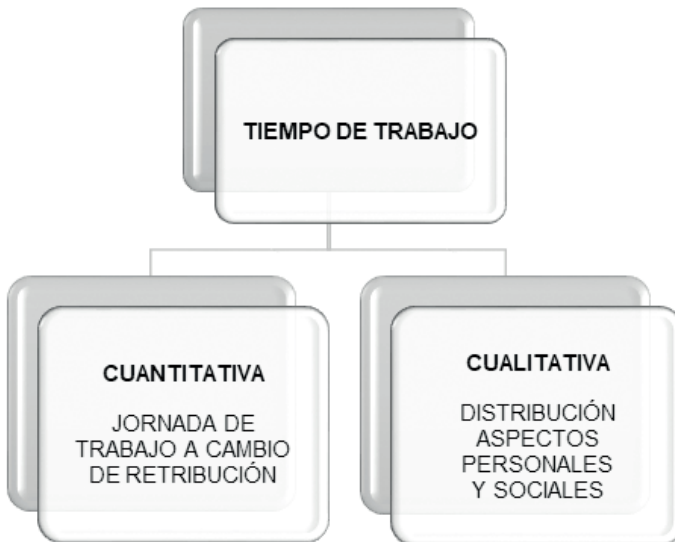 TIEMPO DE TRABAJO
CUANTITATIVA
JORNADA DE
TRABAJO A CAMBIO
DE RETRIBUCIÓN
CUALITATIVA
DISTRIBUCIÓN
ASPECTOS
PERSONALES
Y SOCIALES